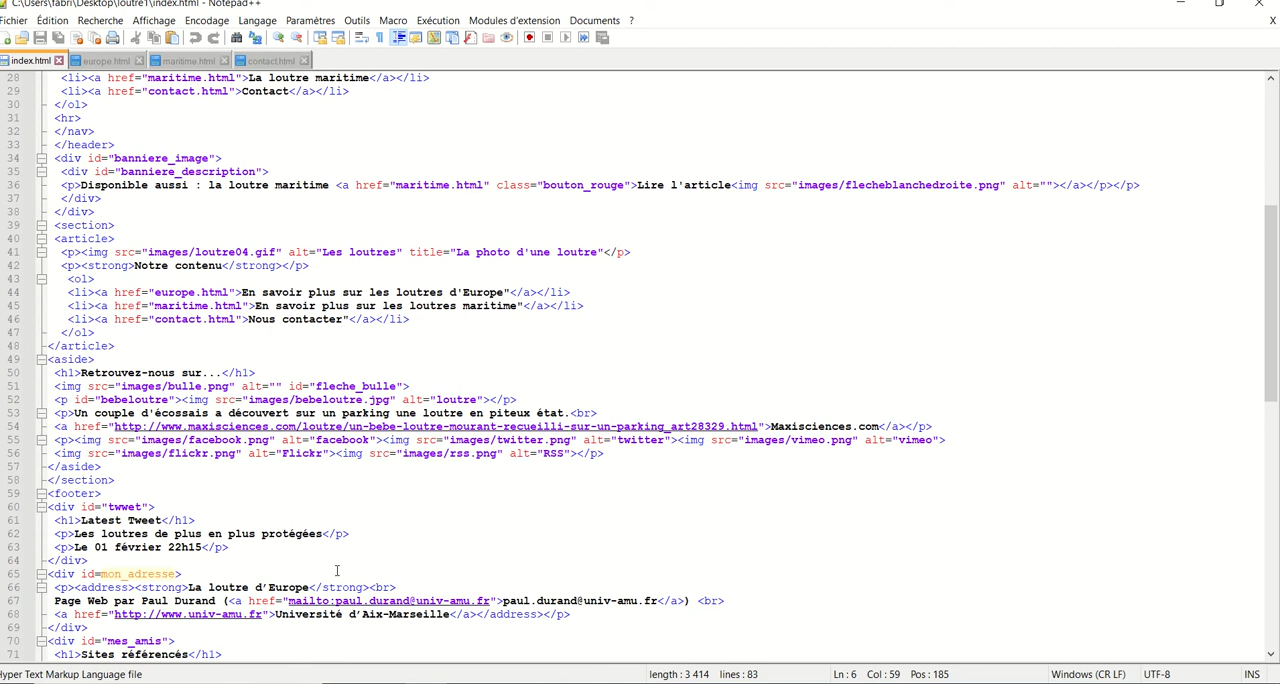 C:\Users\fabri\Desktop\loutre1\index.html - Notepad++
Fichier Édition Recherche Affichage Encodage Langage Paramètres Outils Macro Exécution Modules d'extension Documents ? X
index.html europe.html maritime.html contact.html
28 <li><a href="maritime.html">La loutre maritime</a></li>
29 <li><a href="contact.html">Contact</a></li>
30 </ol>
31 <hr>
32 </nav>
33 </header>
34 <div id="banniere_image">
35 <div id="banniere_description">
36 <p>Disponible aussi : la loutre maritime <a href="maritime.html" class="bouton_rouge">Lire l'article<img src="images/flecheblanchedroite.png" alt=""></a></p></p>
37 </div>
38 </div>
39 <section>
40 <article>
41 <p><img src="images/loutre04.gif" alt="Les loutres" title="La photo d'une loutre"</p>
42 <p><strong>Notre contenu</strong></p>
43 <ol>
44 <li><a href="europe.html">En savoir plus sur les loutres d'Europe"</a></li>
45 <li><a href="maritime.html">En savoir plus sur les loutres maritime"</a></li>
46 <li><a href="contact.html">Nous contacter"</a></li>
47 </ol>
48 </article>
49 <aside>
50 <h1>Retrouvez-nous sur...</h1>
51 <img src="images/bulle.png" alt="" id="fleche_bulle">
52 <p id="bebeloutre"><img src="images/bebeloutre.jpg" alt="loutre"></p>
53 <p>Un couple d'écossais a découvert sur un parking une loutre en piteux état.<br>
54 <a href="http://www.maxisciences.com/loutre/un-bebe-loutre-mourant-recueilli-sur-un-parking_art28329.html">Maxisciences.com</a></p>
55 <p><img src="images/facebook.png" alt="facebook"><img src="images/twitter.png" alt="twitter"><img src="images/vimeo.png" alt="vimeo">
56 <img src="images/flickr.png" alt="Flickr"><img src="images/rss.png" alt="RSS"></p>
57 </aside>
58 </section>
59 <footer>
60 <div id="twwet">
61 <h1>Latest Tweet</h1>
62 <p>Les loutres de plus en plus protégées</p>
63 <p>Le 01 février 22h15</p>
64 </div>
65 <div id=mon_adresse>
66 <p><address><strong>La loutre d’Europe</strong><br>
67 Page Web par Paul Durand (<a href="mailto:paul.durand@univ-amu.fr">paul.durand@univ-amu.fr</a>) <br>
68 <a href="http://www.univ-amu.fr">Université d’Aix-Marseille</a></address></p>
69 </div>
70 <div id="mes_amis">
71 <h1>Sites référencés</h1>
Hyper Text Markup Language file length : 3 414 lines : 83 Ln : 6 Col : 59 Pos : 185 Windows (CR LF) UTF-8 INS